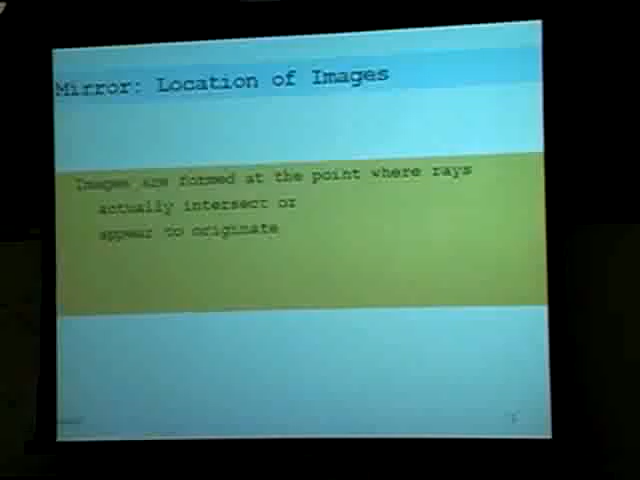 Mirror: Location of Images
Images are formed at the point where rays
actually intersect or
appear to originate